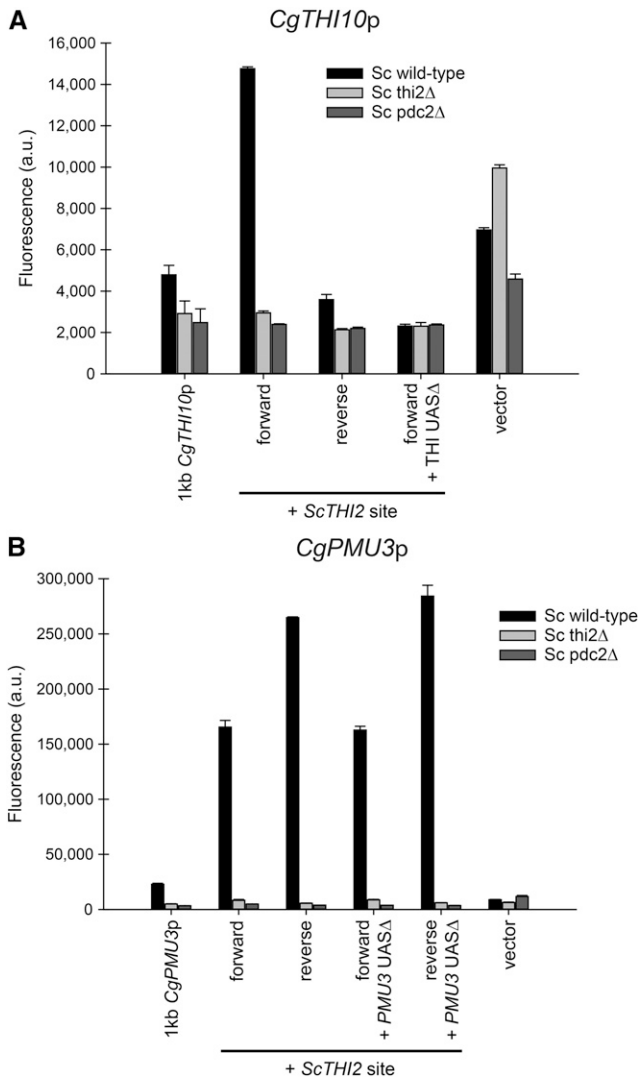 A
CgTHI10p
16,000
14,000
12,000
10,000
8,000
6,000
4,000
2,000
0
Fluorescence (a.u.)
Sc wild-type
Sc thi2Δ
Sc pdc2Δ
1kb CgTHI10p
forward
reverse
forward
+ THI UASΔ
vector
+ ScTHI2 site
B
CgPMU3p
300,000
250,000
200,000
150,000
100,000
50,000
0
Fluorescence (a.u.)
Sc wild-type
Sc thi2Δ
Sc pdc2Δ
1kb CgPMU3p
forward
reverse
forward
+ PMU3 UASΔ
reverse
+ PMU3 UASΔ
vector
+ ScTHI2 site